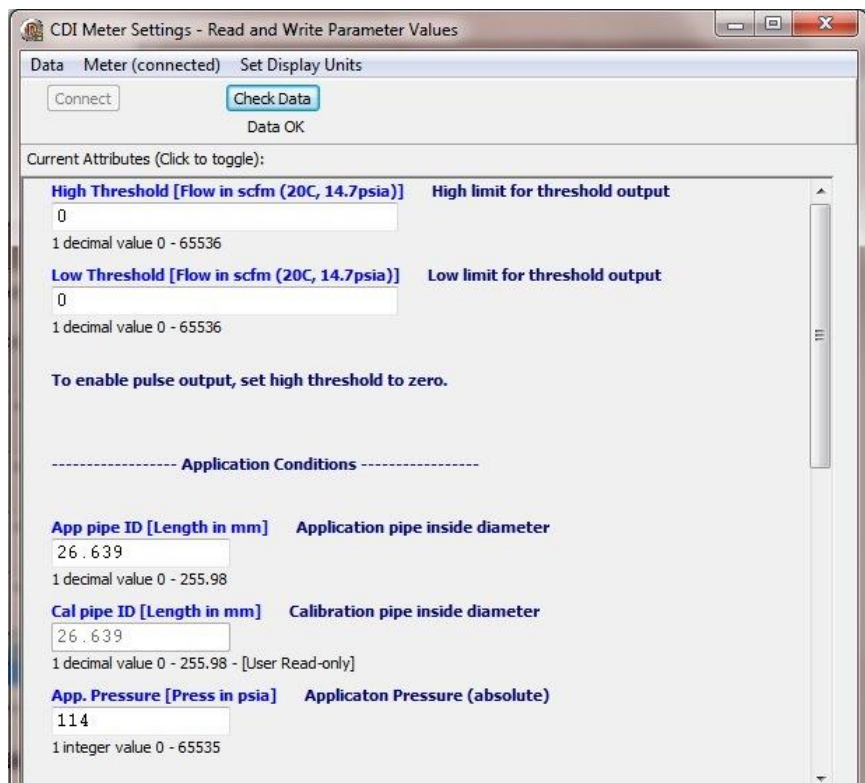 CDI Meter Settings - Read and Write Parameter Values
Data Meter (connected) Set Display Units
Connect Check Data
Data OK
Current Attributes (Click to toggle):
High Threshold [Flow in scfm (20C, 14.7psia)] High limit for threshold output
0
1 decimal value 0 - 65536
Low Threshold [Flow in scfm (20C, 14.7psia)] Low limit for threshold output
0
1 decimal value 0 - 65536
To enable pulse output, set high threshold to zero.
------------------ Application Conditions -----------------
App pipe ID [Length in mm] Application pipe inside diameter
26.639
1 decimal value 0 - 255.98
Cal pipe ID [Length in mm] Calibration pipe inside diameter
26.639
1 decimal value 0 - 255.98 - [User Read-only]
App. Pressure [Press in psia] Applicaton Pressure (absolute)
114
1 integer value 0 - 65535